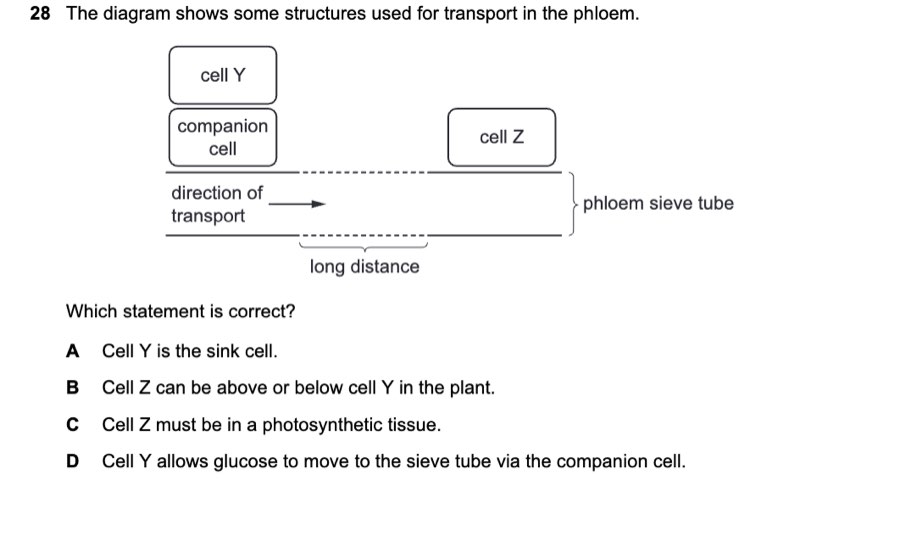 28 The diagram shows some structures used for transport in the phloem.
cell Y
companion
cell
cell Z
direction of
transport
phloem sieve tube
long distance
Which statement is correct?
A Cell Y is the sink cell.
B Cell Z can be above or below cell Y in the plant.
C Cell Z must be in a photosynthetic tissue.
D Cell Y allows glucose to move to the sieve tube via the companion cell.